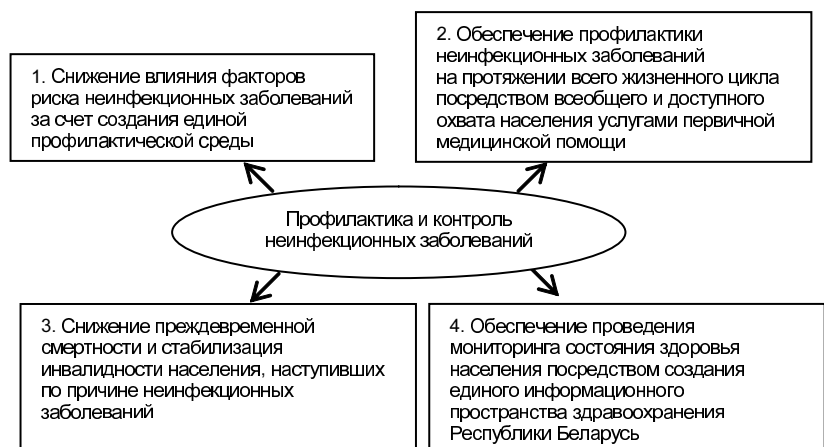 1. Снижение влияния факторов
риска неинфекционных заболеваний
за счет создания единой
профилактической среды
2. Обеспечение профилактики
неинфекционных заболеваний
на протяжении всего жизненного цикла
посредством всеобщего и доступного
охвата населения услугами первичной
медицинской помощи
Профилактика и контроль
неинфекционных заболеваний
3. Снижение преждевременной
смертности и стабилизация
инвалидности населения, наступивших
по причине неинфекционных
заболеваний
4. Обеспечение проведения
мониторинга состояния здоровья
населения посредством создания
единого информационного
пространства здравоохранения
Республики Беларусь